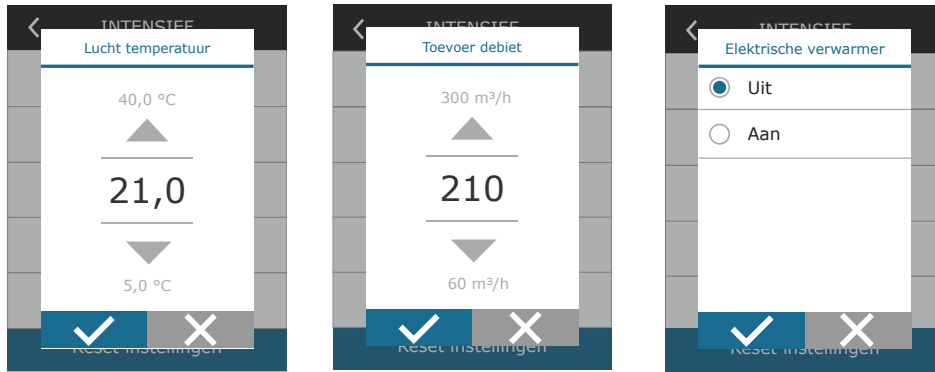 INTENSIEF
Lucht temperatuur
40,0 °C
21,0
5,0 °C
Reset Instellingen
INTENSIEF
Toevoer debiet
300 m³/h
210
60 m³/h
Reset Instellingen
INTENSIEF
Elektrische verwarmer
Uit
Aan
Reset Instellingen